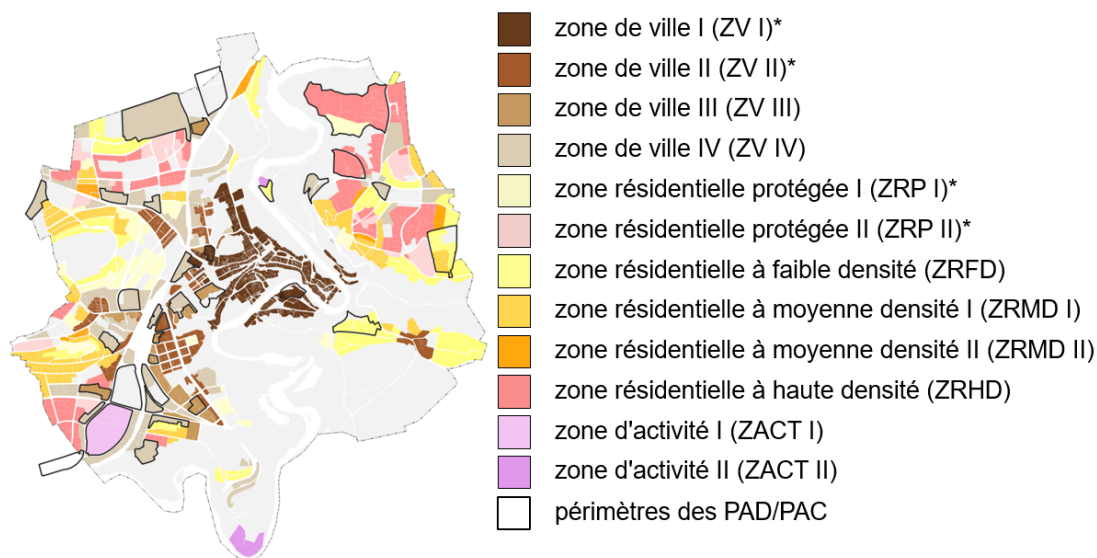 zone de ville I (ZV I)*
zone de ville II (ZV II)*
zone de ville III (ZV III)
zone de ville IV (ZV IV)
zone résidentielle protégée I (ZRP I)*
zone résidentielle protégée II (ZRP II)*
zone résidentielle à faible densité (ZRFD)
zone résidentielle à moyenne densité I (ZRMD I)
zone résidentielle à moyenne densité II (ZRMD II)
zone résidentielle à haute densité (ZRHD)
zone d'activité I (ZACT I)
zone d'activité II (ZACT II)
périmètres des PAD/PAC